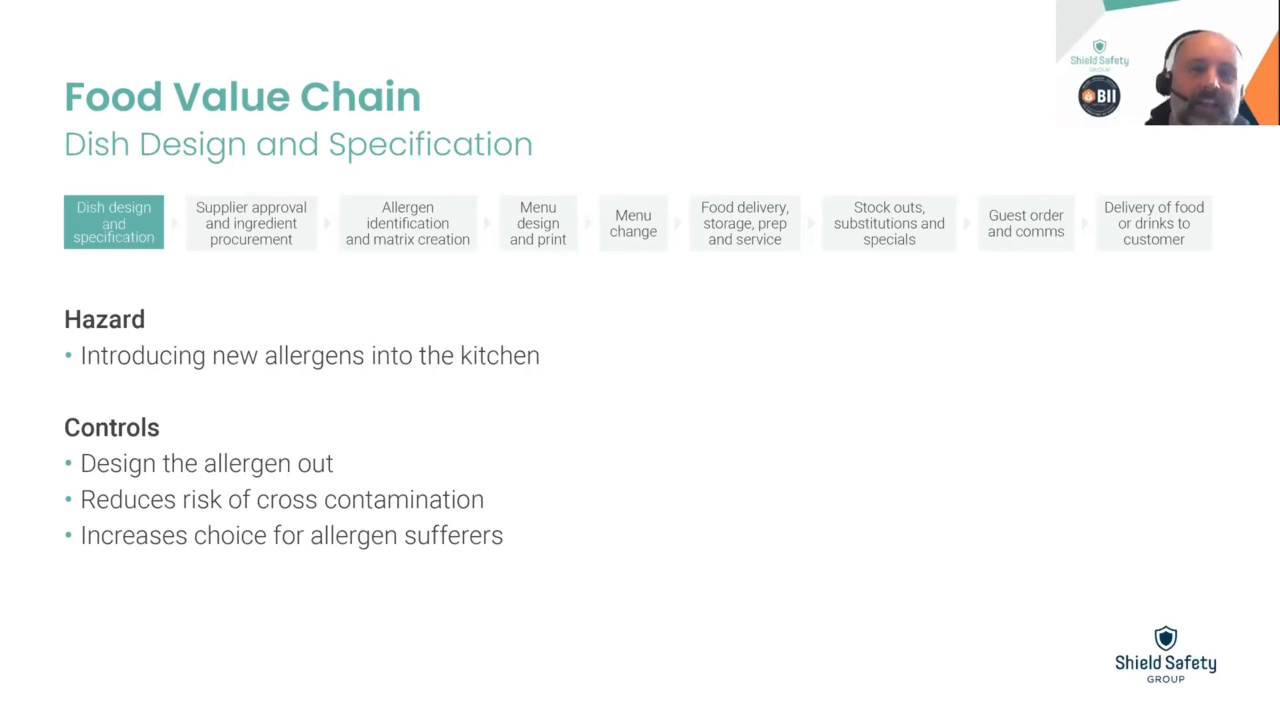 Shield Safety
GROUP
BII
Food Value Chain
Dish Design and Specification
Dish design
and
specification
Supplier approval
and ingredient
procurement
Allergen
identification
and matrix creation
Menu
design
and print
Menu
change
Food delivery,
storage, prep
and service
Stock outs,
substitutions and
specials
Guest order
and comms
Delivery of food
or drinks to
customer
Hazard
• Introducing new allergens into the kitchen
Controls
• Design the allergen out
• Reduces risk of cross contamination
• Increases choice for allergen sufferers
Shield Safety
GROUP